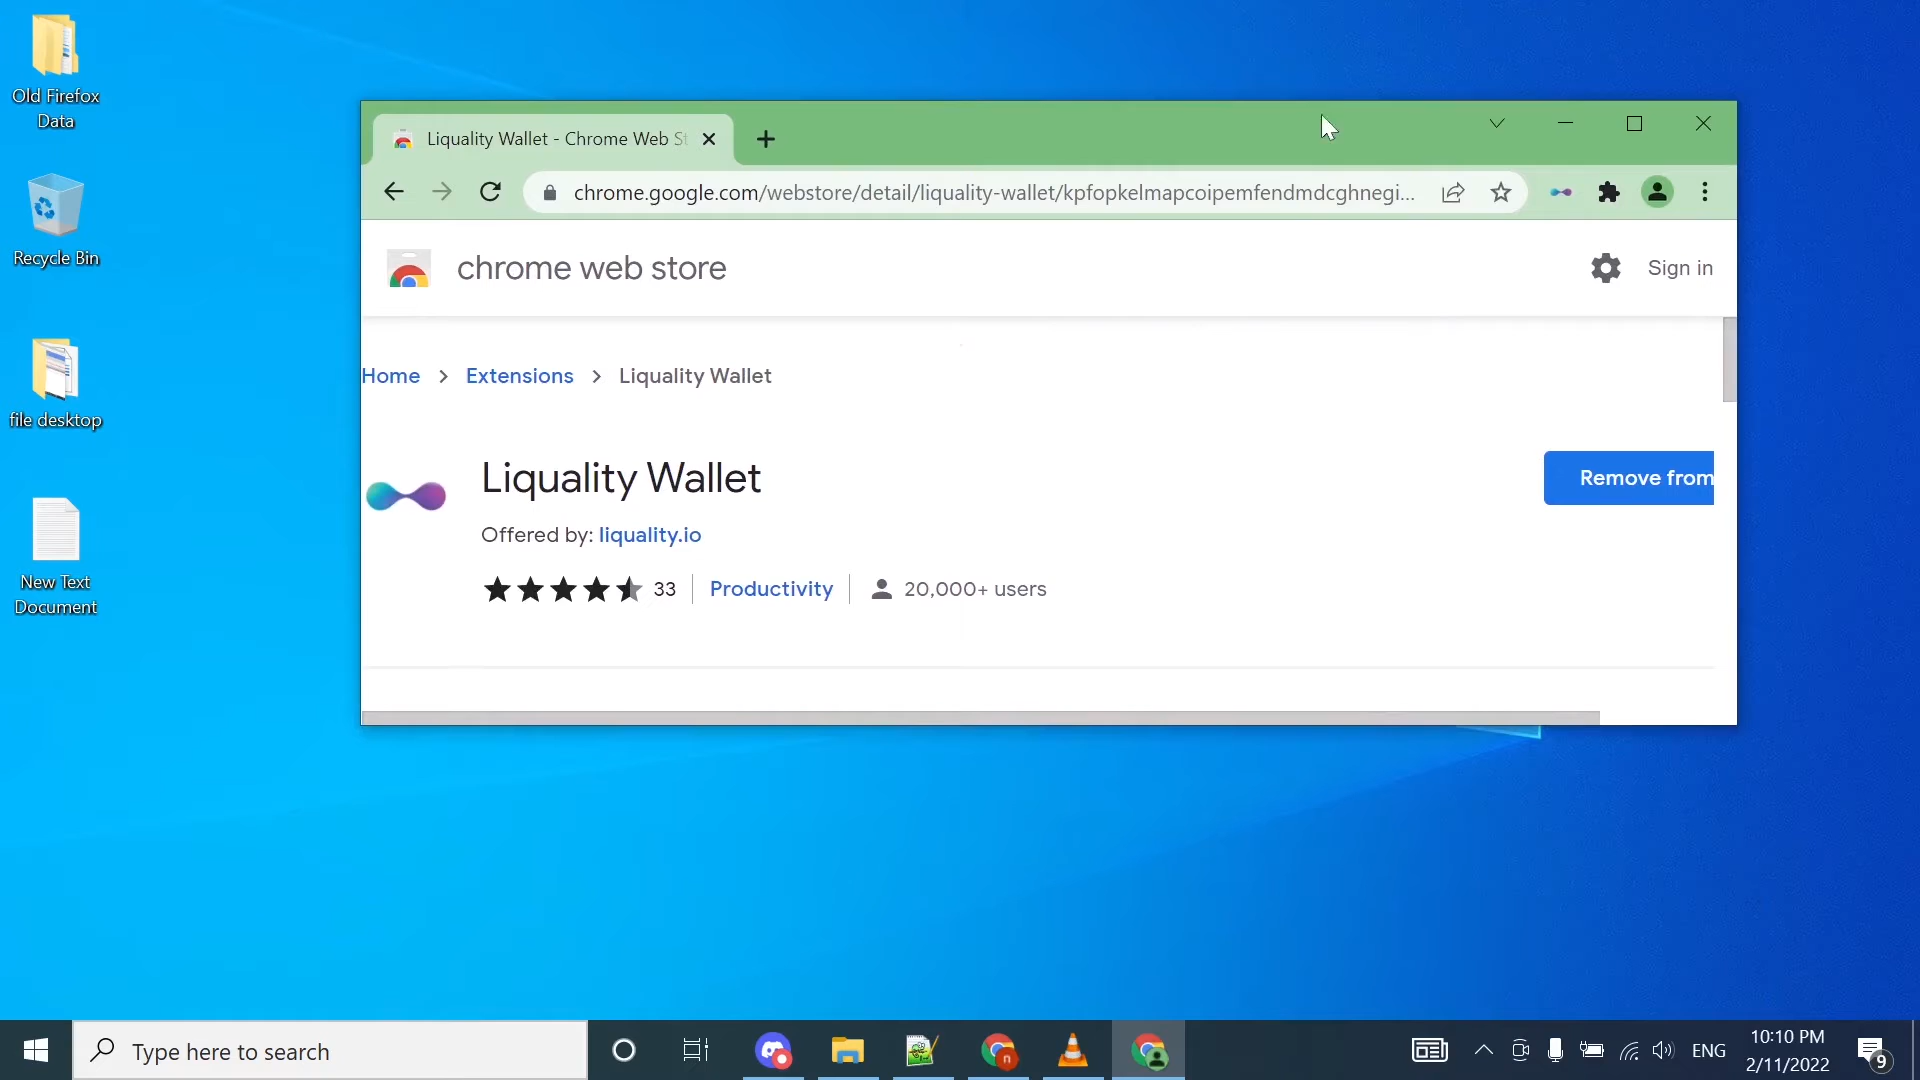 Old Firefox
Data
Recycle Bin
file desktop
New Text
Document
Liquality Wallet - Chrome Web St
chrome.google.com/webstore/detail/liquality-wallet/kpfopkelmapcoipemfendmdcghnegi...
chrome web store
Sign in
Home
Extensions
Liquality Wallet
Liquality Wallet
Remove from
Offered by: liquality.io
33
Productivity
20,000+ users
Type here to search
n
ENG
10:10 PM
2/11/2022
9